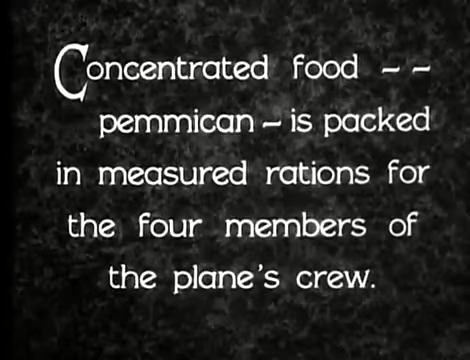 Concentrated food – –
pemmican – is packed
in measured rations for
the four members of
the plane's crew.